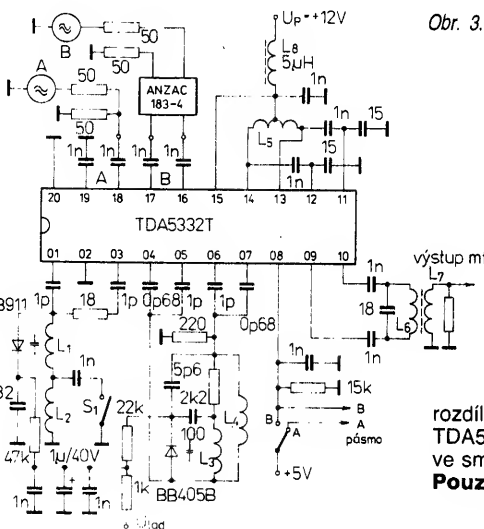 Obr. 3.
Up=+12V
B
50
50
A
50
50
ANZAC
183-4
L8
5µH
1n
1n
15
L5
15
1n
1n
1n
1n
1n
A
B
20
19
18
17
16
15
14
13
12
11
TDA5332T
01
02
03
04
05
06
07
08
09
10
1p
18
1p
0p68
1p
1p
0p68
1n
výstup mf
L7
18
L6
1n
L1
1n
L2
S1
47k
1µ/40V
1n
1n
22k
1k
220
5p6
2k2
100
L3
L4
BB405B
1n
15k
B
B
A
A
pásmo
+5V
rozdíl
TDA5
ve sm
Pouz